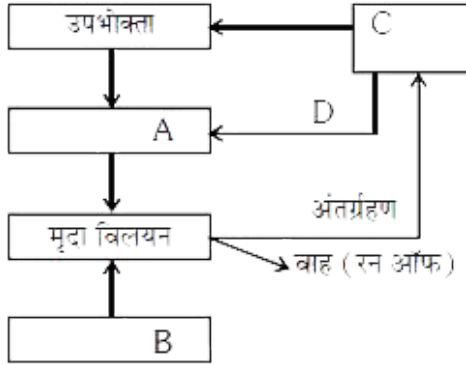 उपभोक्ता
C
A
D
अंतर्ग्रहण
मृदा विलयन
वाह (रन ऑफ)
B